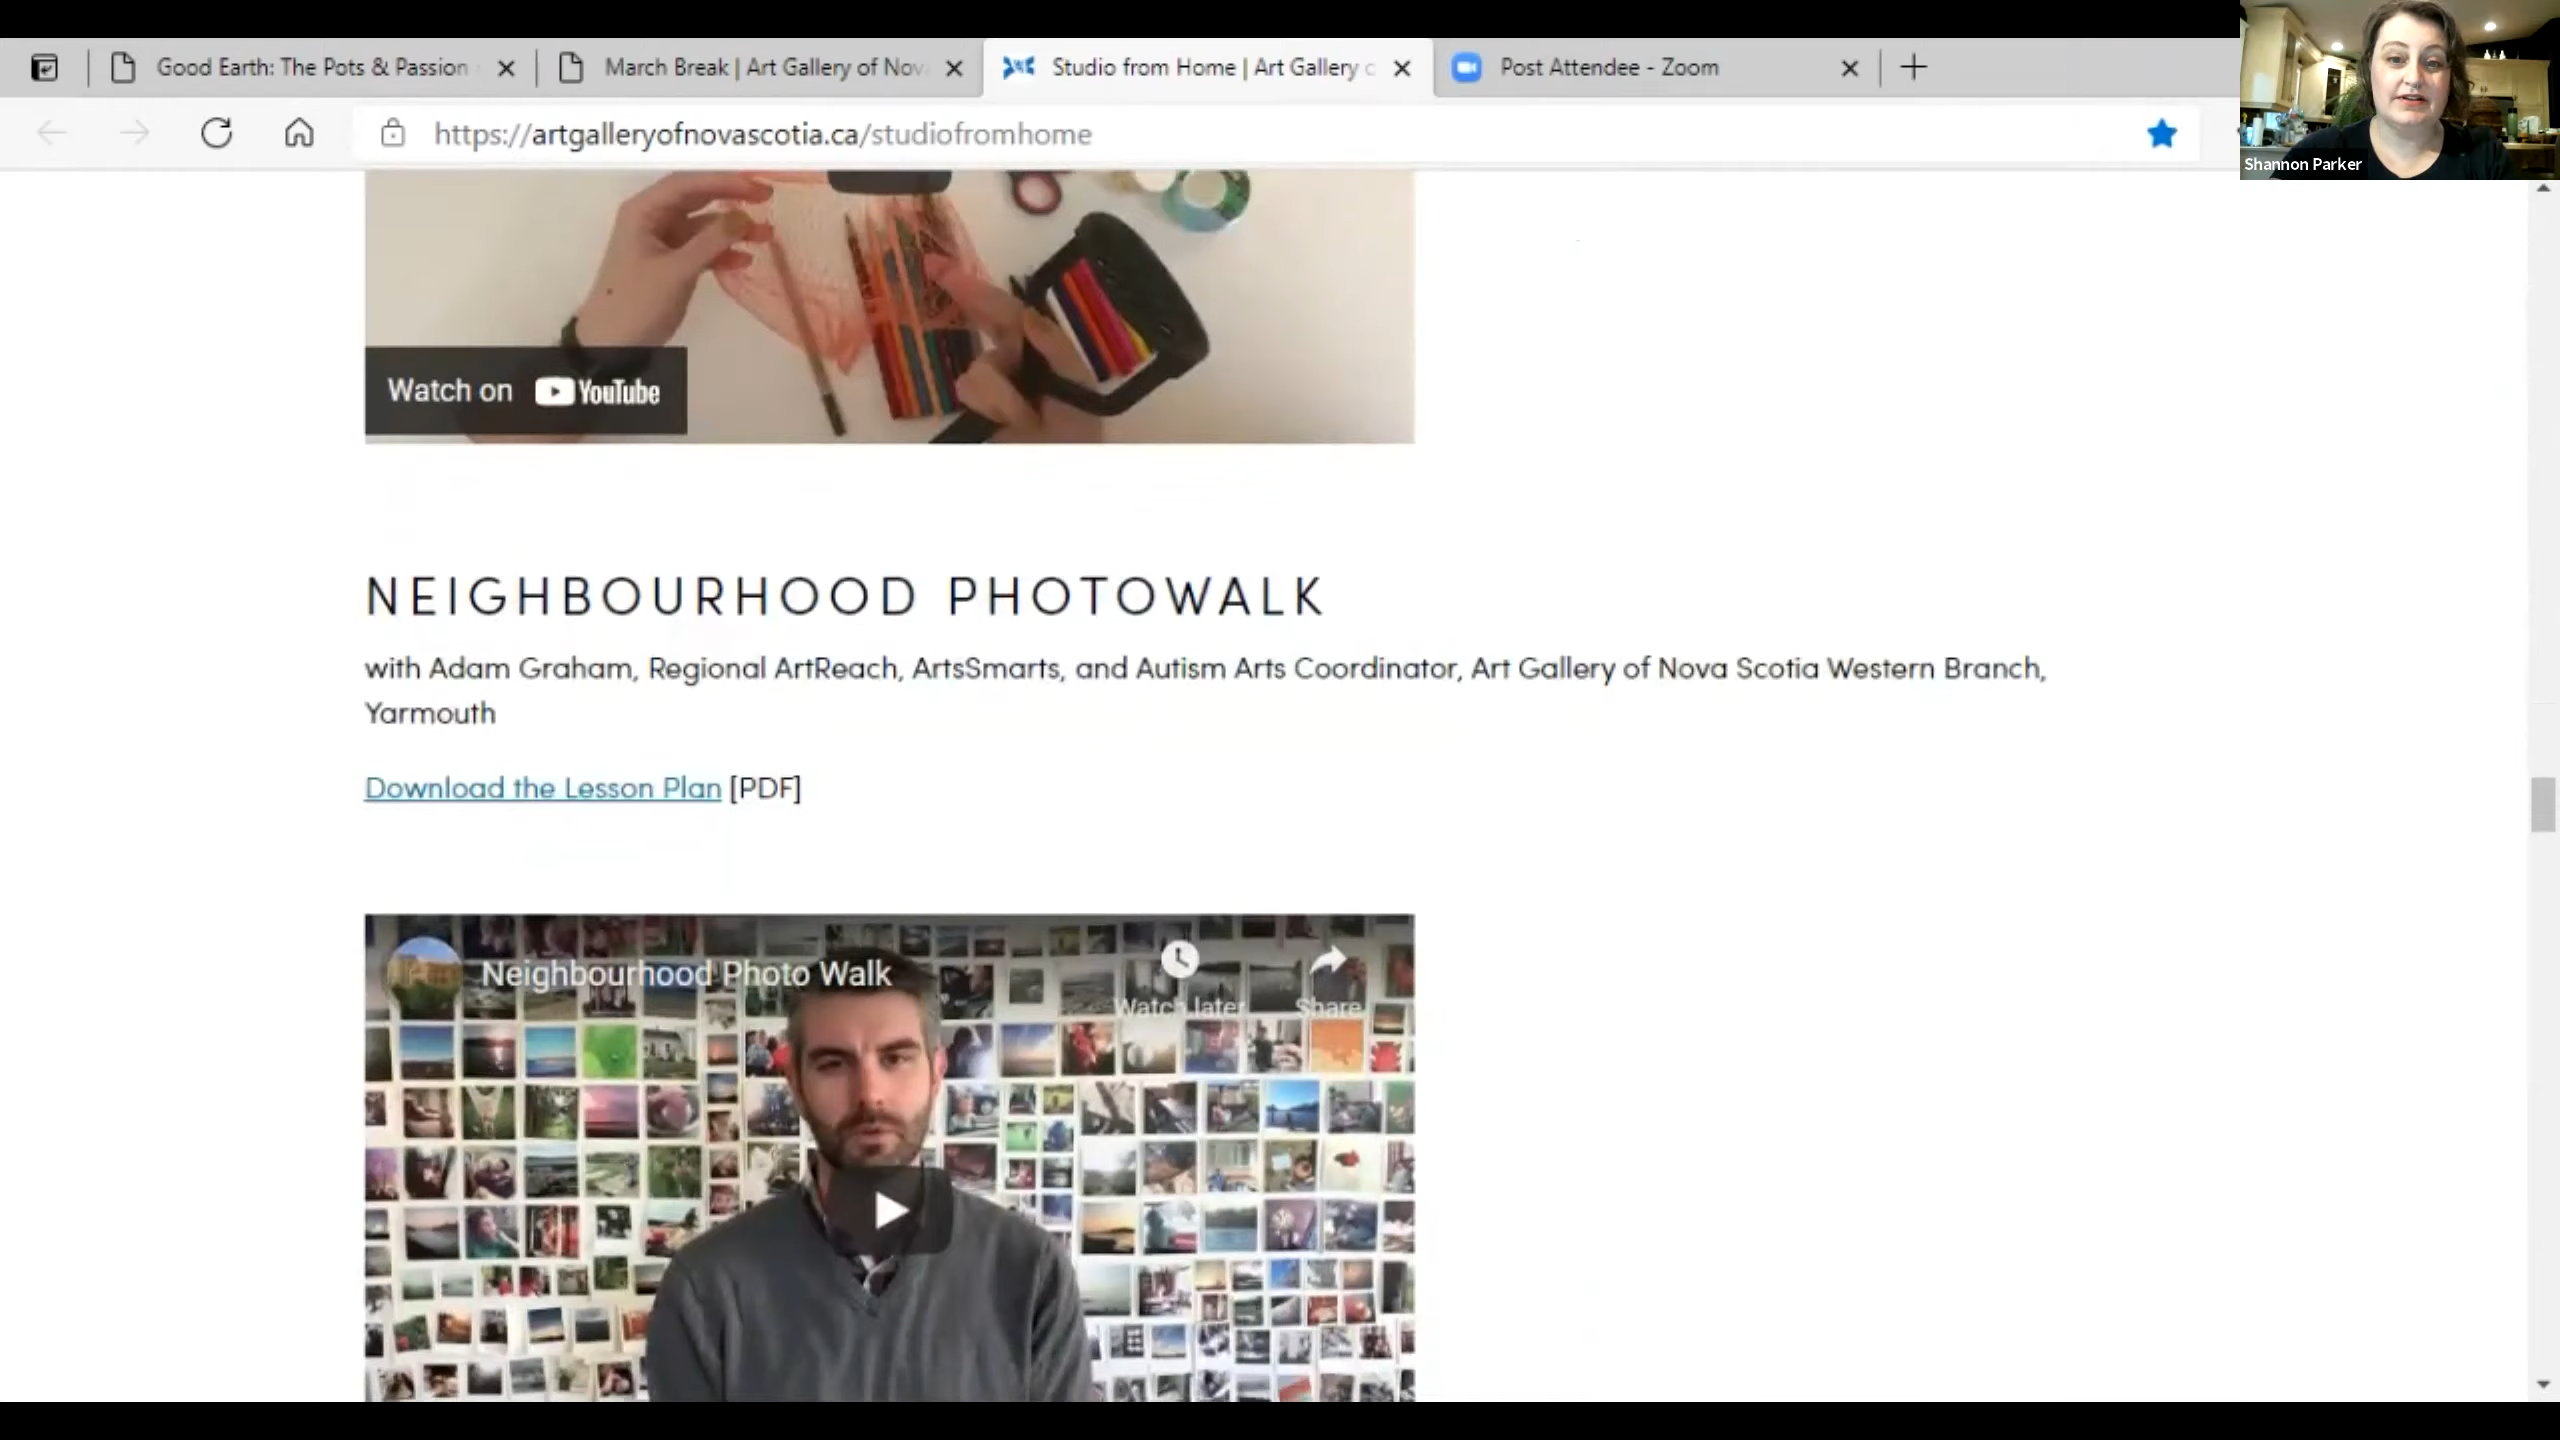 Good Earth: The Pots & Passion
March Break | Art Gallery of Nov
Studio from Home | Art Gallery
Post Attendee - Zoom
https://artgalleryofnovascotia.ca/studiofromhome
Shannon Parker
Watch on YouTube
NEIGHBOURHOOD PHOTOWALK
with Adam Graham, Regional ArtReach, ArtsSmarts, and Autism Arts Coordinator, Art Gallery of Nova Scotia Western Branch,
Yarmouth
Download the Lesson Plan [PDF]
Neighbourhood Photo Walk
Watch later
Share